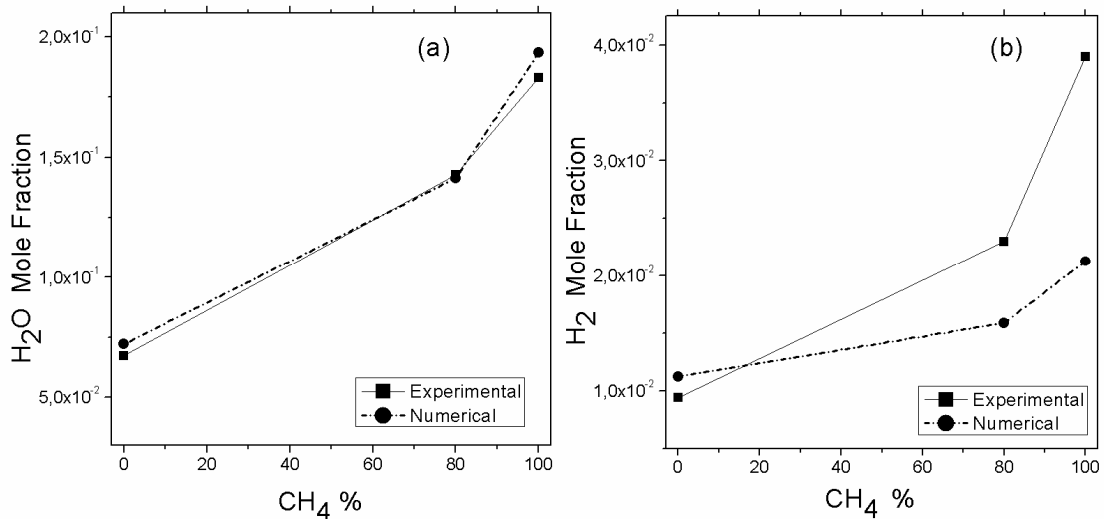 (a)
H₂O Mole Fraction
2,0x10⁻¹
1,5x10⁻¹
1,0x10⁻¹
5,0x10⁻²
0 20 40 60 80 100
CH₄ %
Experimental
Numerical
(b)
H₂ Mole Fraction
4,0x10⁻²
3,0x10⁻²
2,0x10⁻²
1,0x10⁻²
0 20 40 60 80 100
CH₄ %
Experimental
Numerical